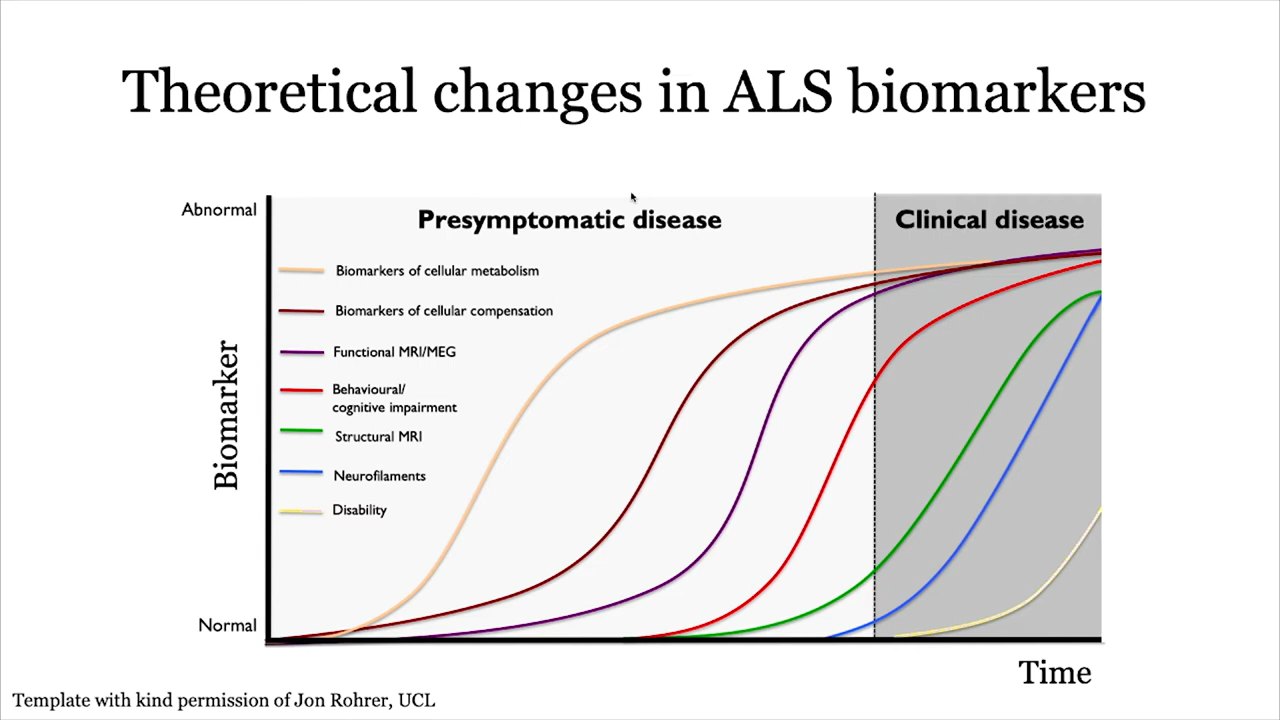 Theoretical changes in ALS biomarkers
Abnormal
Presymptomatic disease
Clinical disease
Biomarkers of cellular metabolism
Biomarkers of cellular compensation
Functional MRI/MEG
Behavioural/
cognitive impairment
Structural MRI
Neurofilaments
Disability
Biomarker
Normal
Time
Template with kind permission of Jon Rohrer, UCL